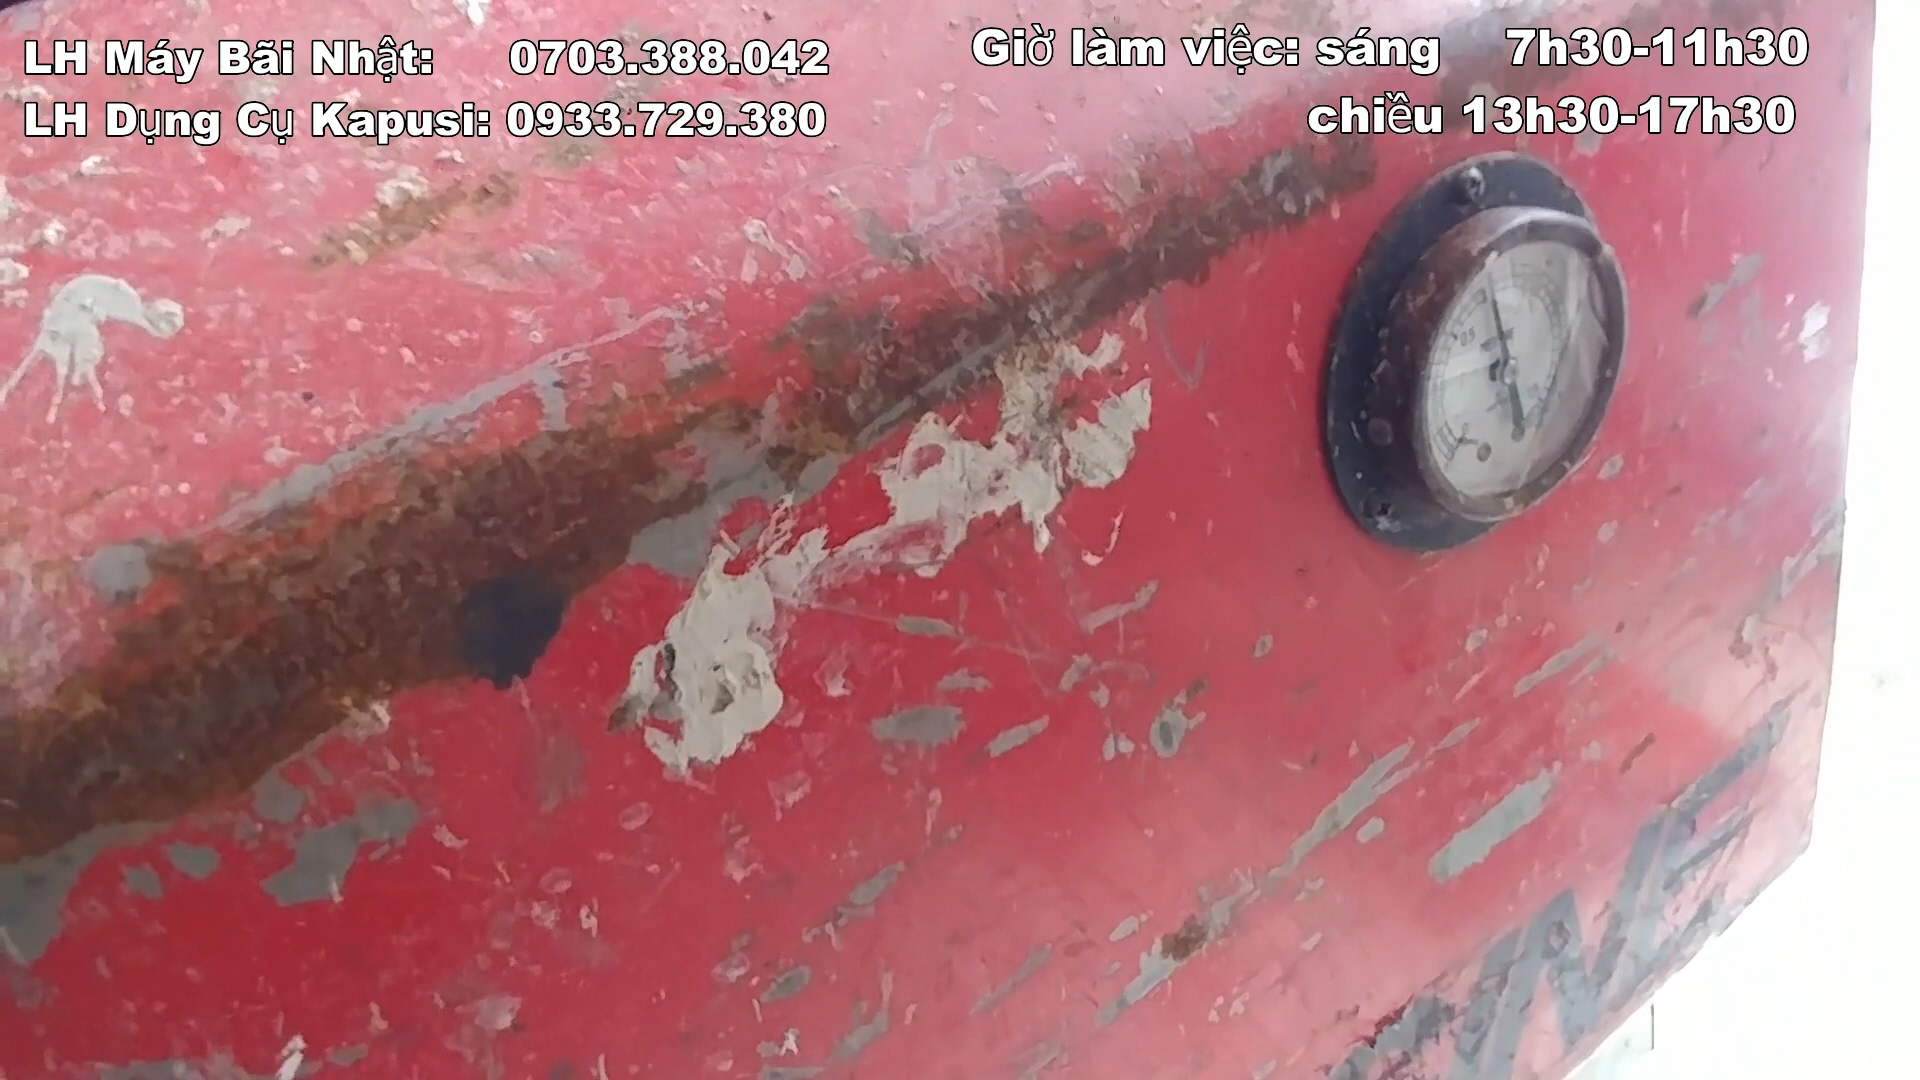 LH Máy Bãi Nhật: 0703.388.042
LH Dụng Cụ Kapusi: 0933.729.380
Giờ làm việc: sáng 7h30-11h30
chiều 13h30-17h30